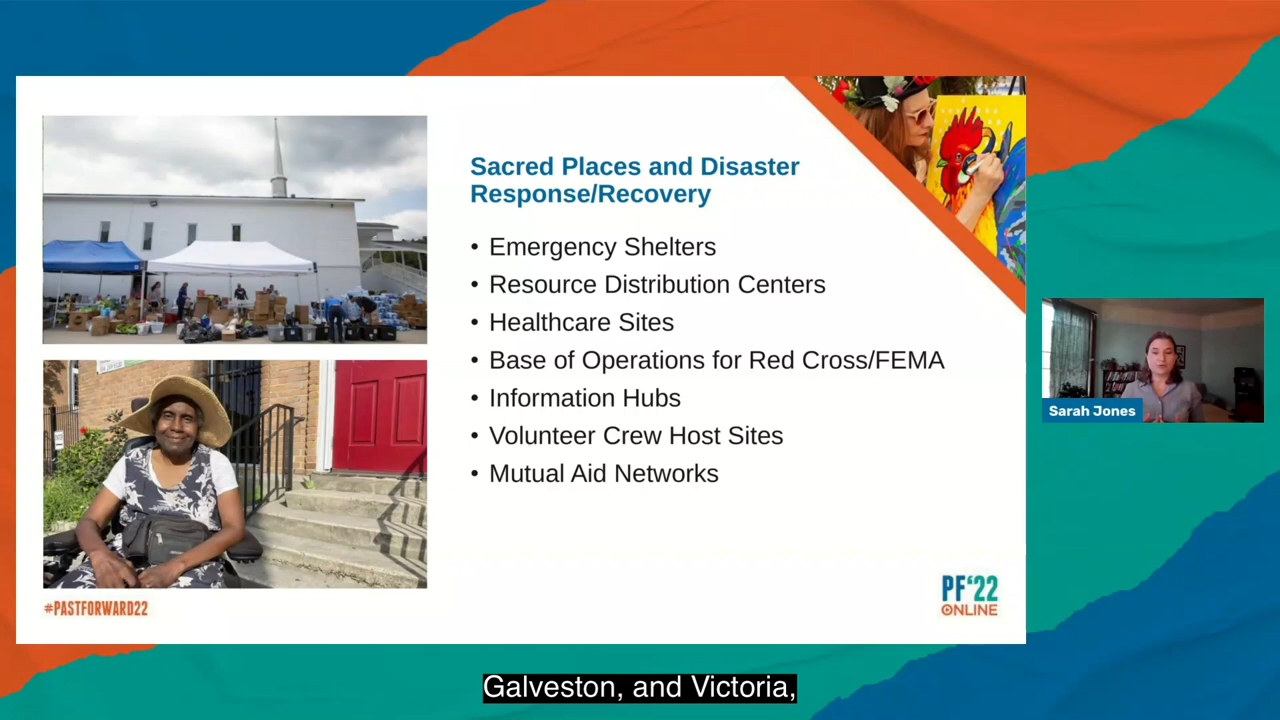 Sacred Places and Disaster
Response/Recovery
• Emergency Shelters
• Resource Distribution Centers
• Healthcare Sites
• Base of Operations for Red Cross/FEMA
• Information Hubs
• Volunteer Crew Host Sites
• Mutual Aid Networks
#PASTFORWARD22
PF‘22
ONLINE
Sarah Jones
Galveston, and Victoria,